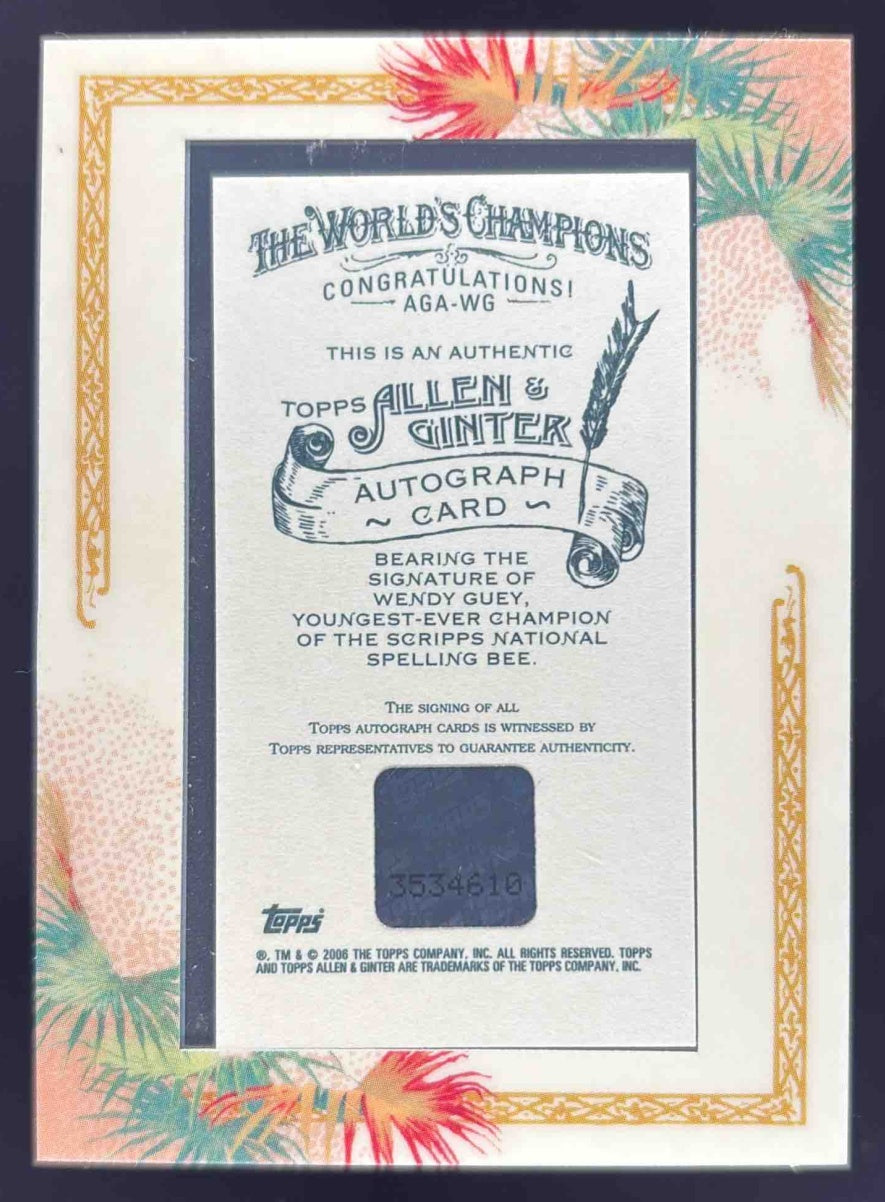 THE WORLD'S CHAMPIONS
CONGRATULATIONS!
AGA-WG
THIS IS AN AUTHENTIC
TOPPS ALLEN &
GINTER
AUTOGRAPH
~ CARD ~
BEARING THE
SIGNATURE OF
WENDY GUEY,
YOUNGEST-EVER CHAMPION
OF THE SCRIPPS NATIONAL
SPELLING BEE.
THE SIGNING OF ALL
TOPPS AUTOGRAPH CARDS IS WITNESSED BY
TOPPS REPRESENTATIVES TO GUARANTEE AUTHENTICITY.
3534610
topps
®, TM & © 2006 THE TOPPS COMPANY, INC. ALL RIGHTS RESERVED. TOPPS
AND TOPPS ALLEN & GINTER ARE TRADEMARKS OF THE TOPPS COMPANY, INC.